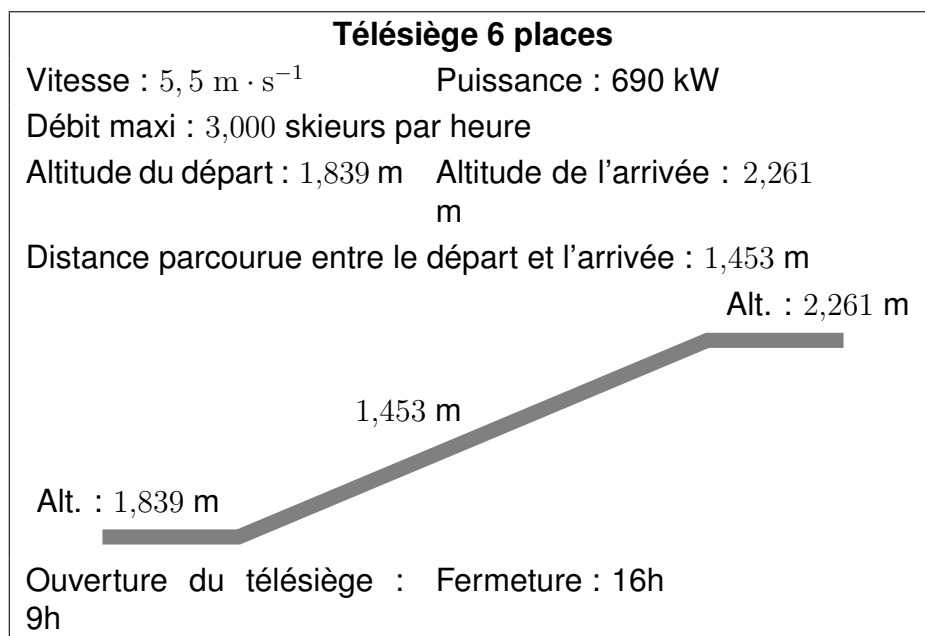 Télésiège 6 places
Vitesse : 5, 5 m · s⁻¹ Puissance : 690 kW
Débit maxi : 3,000 skieurs par heure
Altitude du départ : 1,839 m Altitude de l'arrivée : 2,261
m
Distance parcourue entre le départ et l'arrivée : 1,453 m
Alt. : 2,261 m
1,453 m
Alt. : 1,839 m
Ouverture du télésiège : Fermeture : 16h
9h